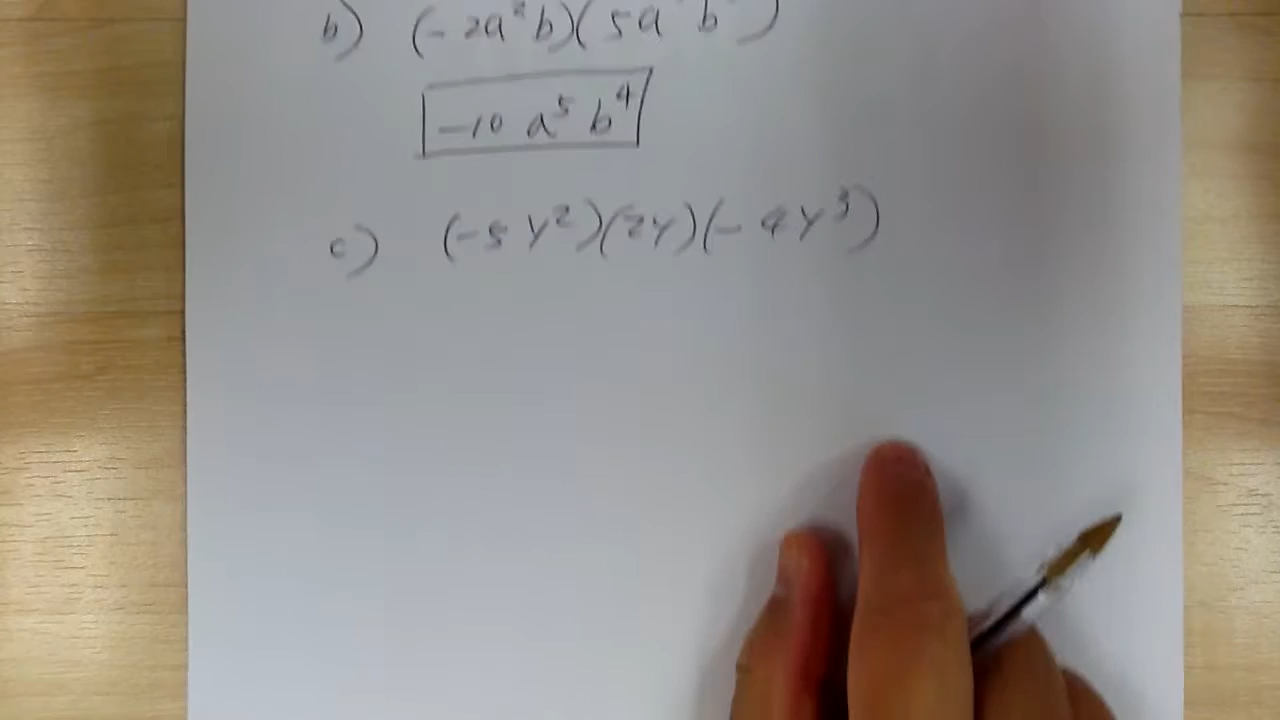 b) (-2a²b)(5a b )
-10 a⁵ b⁴
c) (-5y²)(2y)(-4y³)